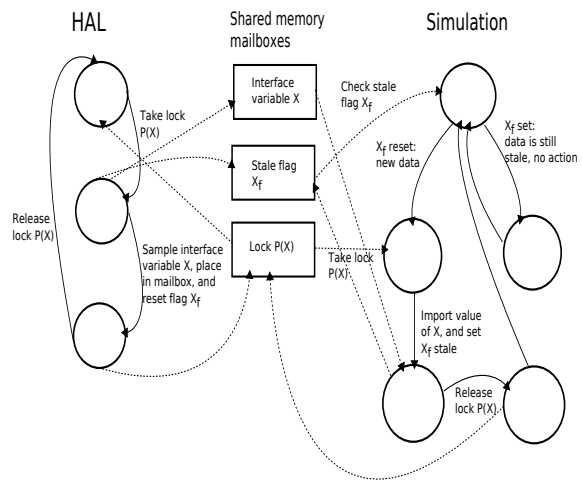 HAL
Shared memory
mailboxes
Simulation
Interface
variable X
Check stale
flag Xf
Take lock
P(X)
Xf set:
data is still
stale, no action
Xf reset:
new data
Stale flag
Xf
Release
lock P(X)
Lock P(X)
Take lock
P(X)
Sample interface
variable X, place
in mailbox, and
reset flag Xf
Import value
of X, and set
Xf stale
Release
lock P(X)